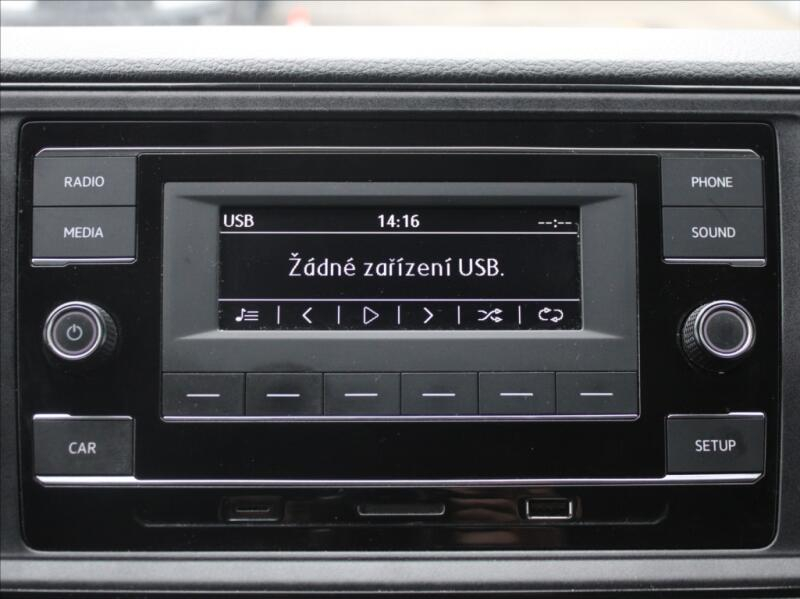 RADIO
MEDIA
USB 14:16 --:--
Žádné zařízení USB.
PHONE
SOUND
CAR
SETUP